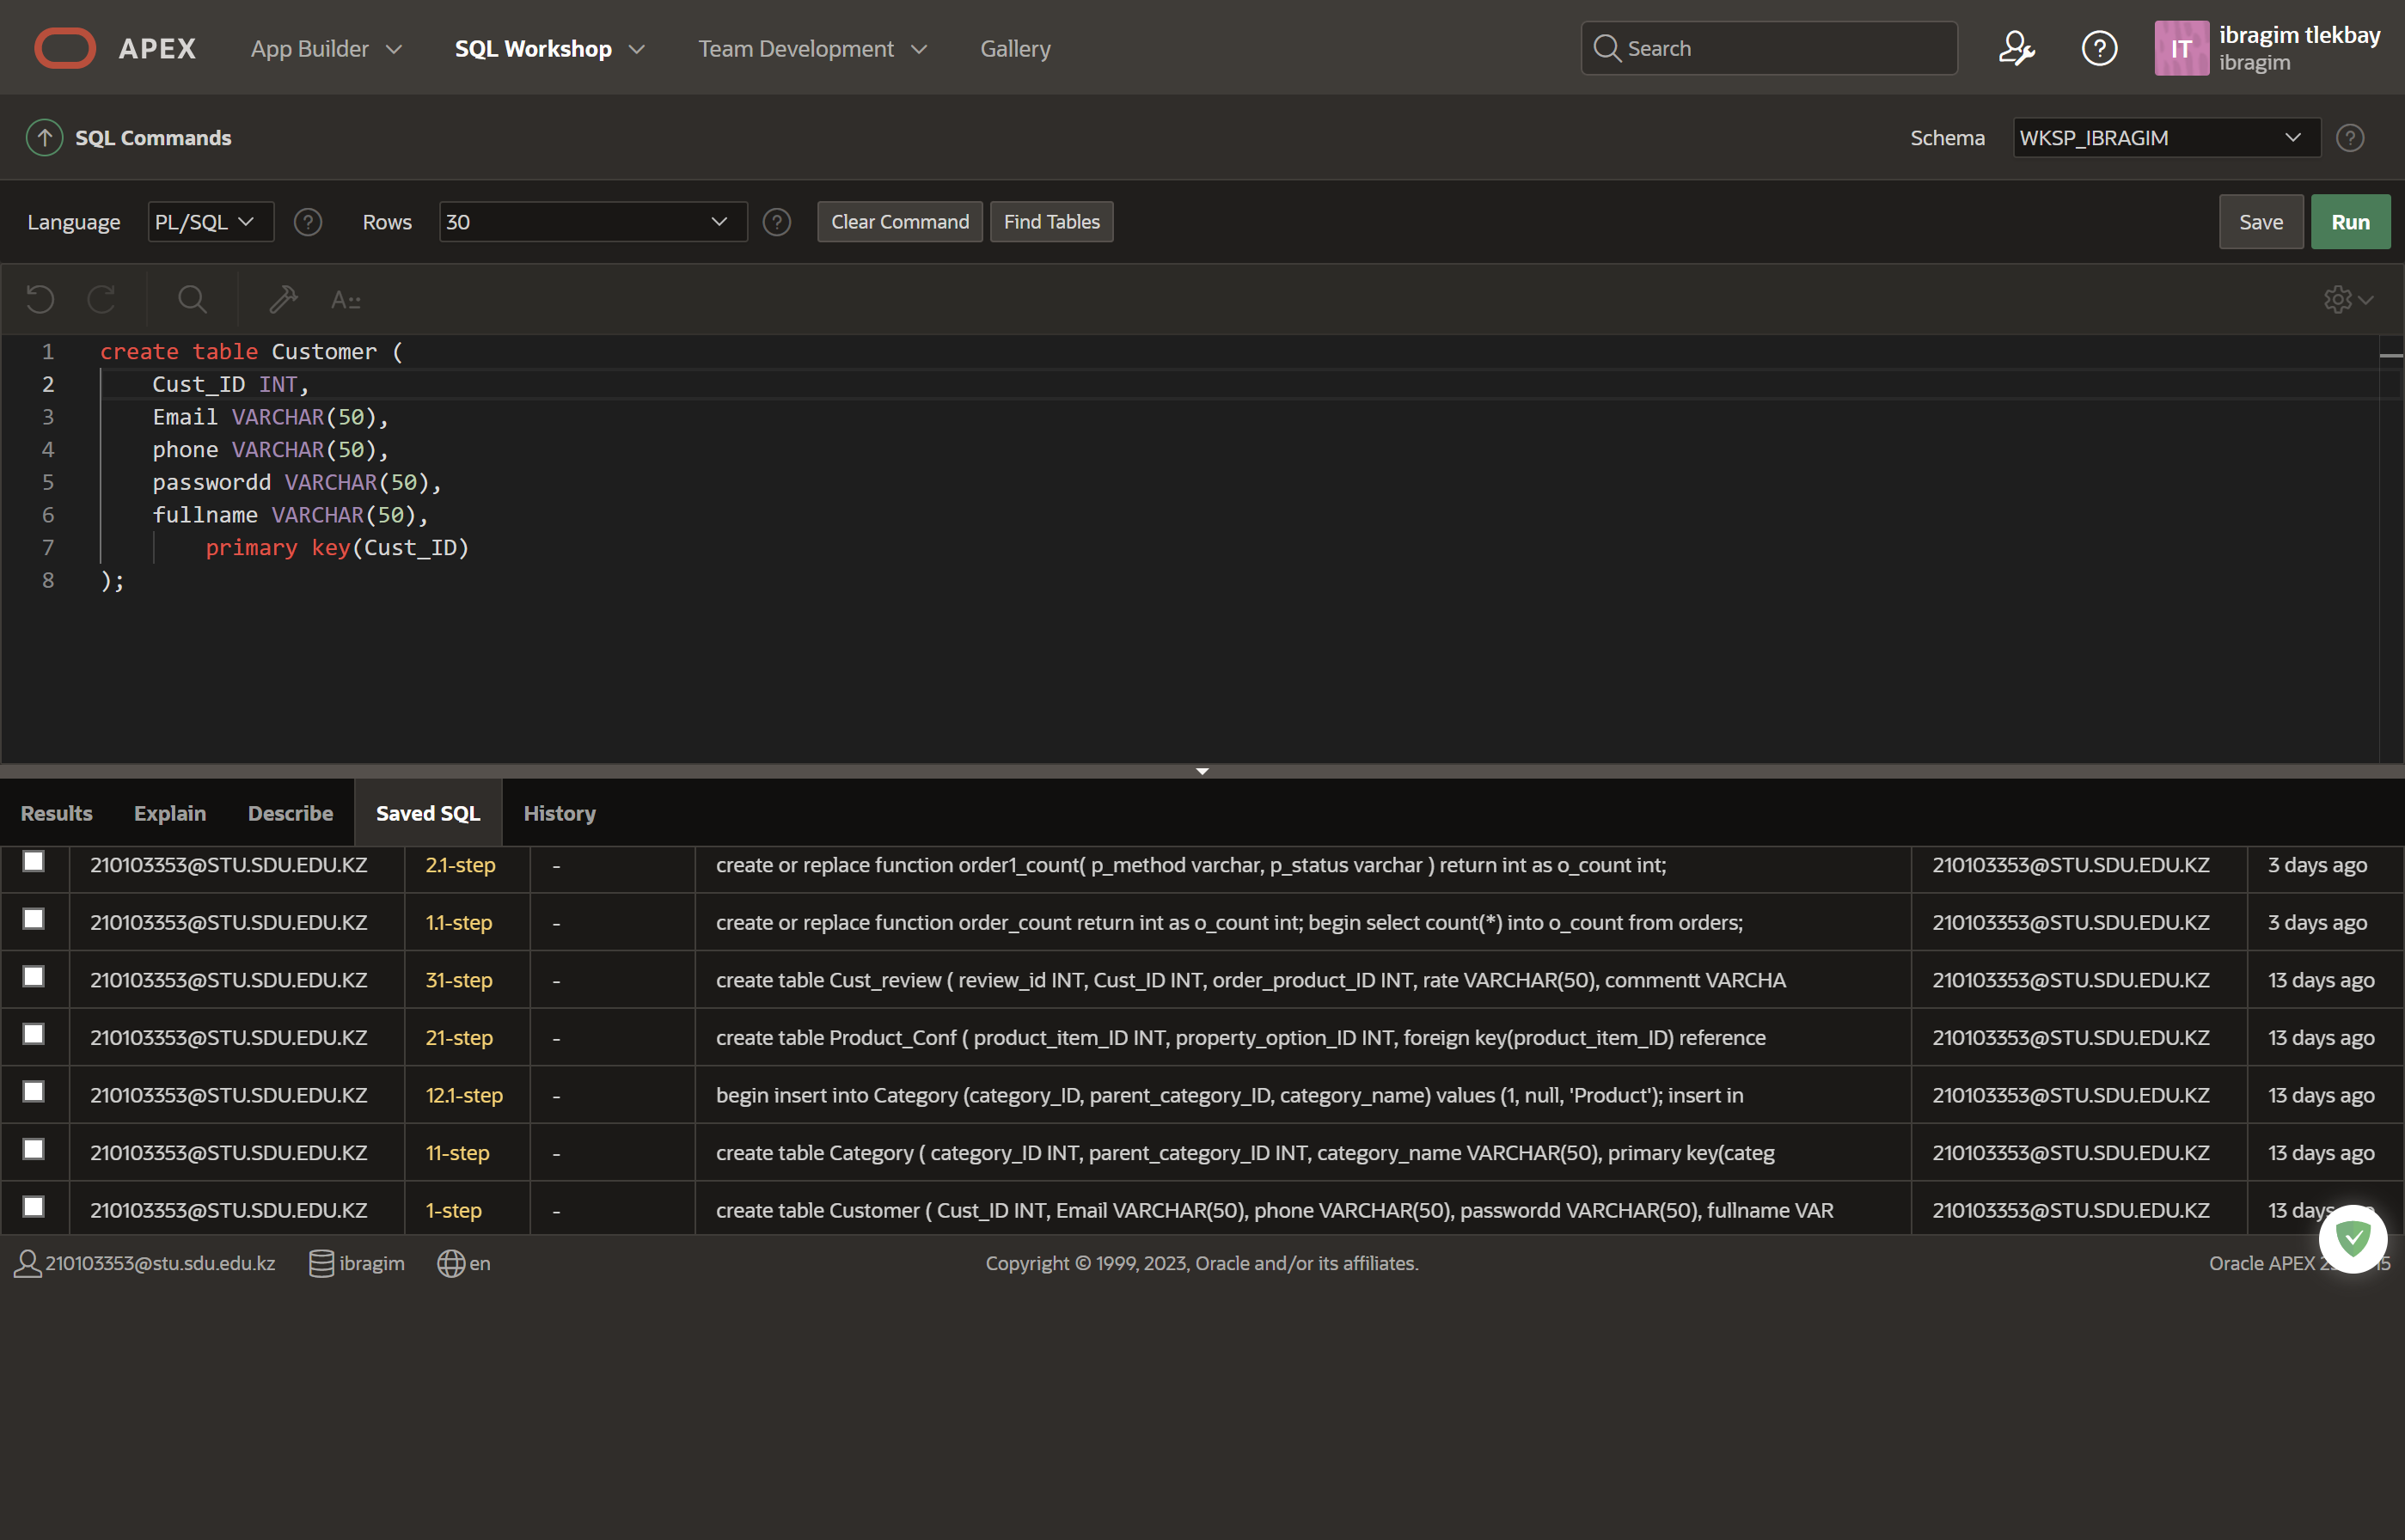 APEX App Builder SQL Workshop Team Development Gallery Search IT ibragim tlekbay
ibragim
SQL Commands Schema WKSP_IBRAGIM ?
Language PL/SQL ? Rows 30 ? Clear Command Find Tables Save Run
A
1 create table Customer (
2 Cust_ID INT,
3 Email VARCHAR(50),
4 phone VARCHAR(50),
5 passwordd VARCHAR(50),
6 fullname VARCHAR(50),
7 primary key(Cust_ID)
8 );
Results Explain Describe Saved SQL History
210103353@STU.SDU.EDU.KZ 2.1-step - create or replace function order1_count( p_method varchar, p_status varchar ) return int as o_count int; 210103353@STU.SDU.EDU.KZ 3 days ago
210103353@STU.SDU.EDU.KZ 1.1-step - create or replace function order_count return int as o_count int; begin select count(*) into o_count from orders; 210103353@STU.SDU.EDU.KZ 3 days ago
210103353@STU.SDU.EDU.KZ 31-step - create table Cust_review ( review_id INT, Cust_ID INT, order_product_ID INT, rate VARCHAR(50), commentt VARCHA 210103353@STU.SDU.EDU.KZ 13 days ago
210103353@STU.SDU.EDU.KZ 21-step - create table Product_Conf ( product_item_ID INT, property_option_ID INT, foreign key(product_item_ID) reference 210103353@STU.SDU.EDU.KZ 13 days ago
210103353@STU.SDU.EDU.KZ 12.1-step - begin insert into Category (category_ID, parent_category_ID, category_name) values (1, null, 'Product'); insert in 210103353@STU.SDU.EDU.KZ 13 days ago
210103353@STU.SDU.EDU.KZ 11-step - create table Category ( category_ID INT, parent_category_ID INT, category_name VARCHAR(50), primary key(categ 210103353@STU.SDU.EDU.KZ 13 days ago
210103353@STU.SDU.EDU.KZ 1-step - create table Customer ( Cust_ID INT, Email VARCHAR(50), phone VARCHAR(50), passwordd VARCHAR(50), fullname VAR 210103353@STU.SDU.EDU.KZ 13 days
210103353@stu.sdu.edu.kz ibragim en Copyright © 1999, 2023, Oracle and/or its affiliates. Oracle APEX